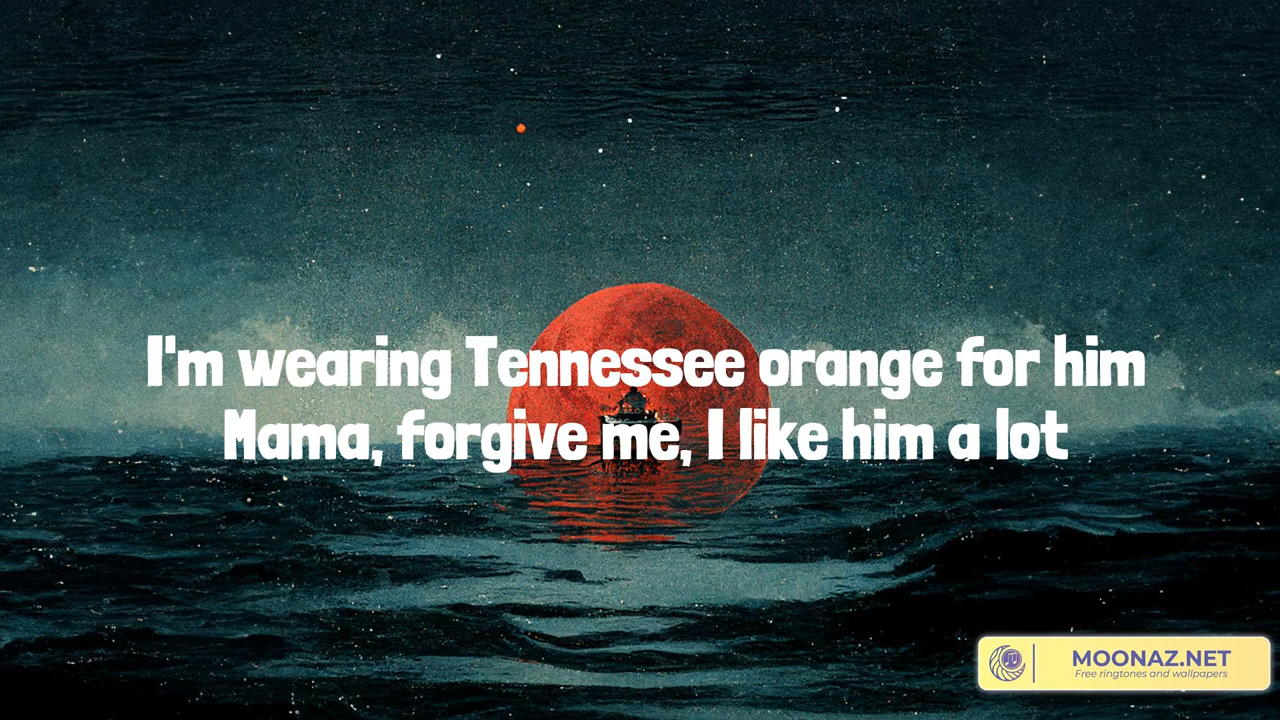 I'm wearing Tennessee orange for him
Mama, forgive me, I like him a lot
MOONAZ.NET
Free ringtones and wallpapers